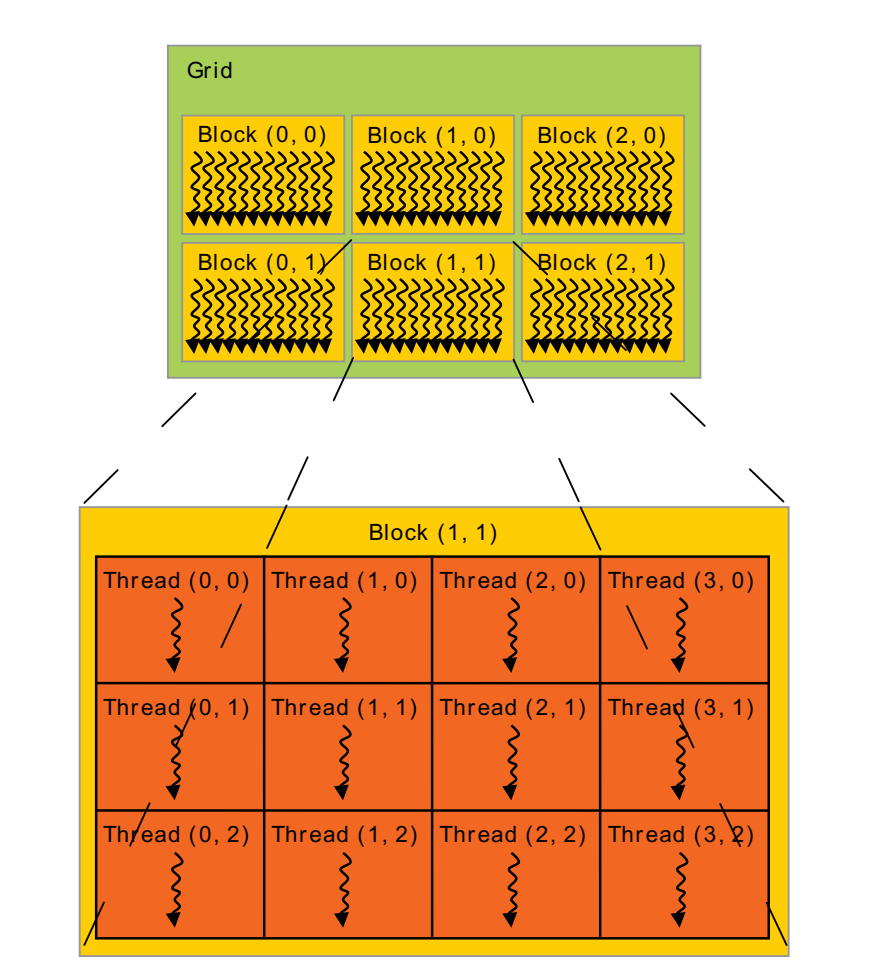 Grid
Block (0, 0) Block (1, 0) Block (2, 0)
Block (0, 1) Block (1, 1) Block (2, 1)
Block (1, 1)
Thread (0, 0) Thread (1, 0) Thread (2, 0) Thread (3, 0)
Thread (0, 1) Thread (1, 1) Thread (2, 1) Thread (3, 1)
Thread (0, 2) Thread (1, 2) Thread (2, 2) Thread (3, 2)